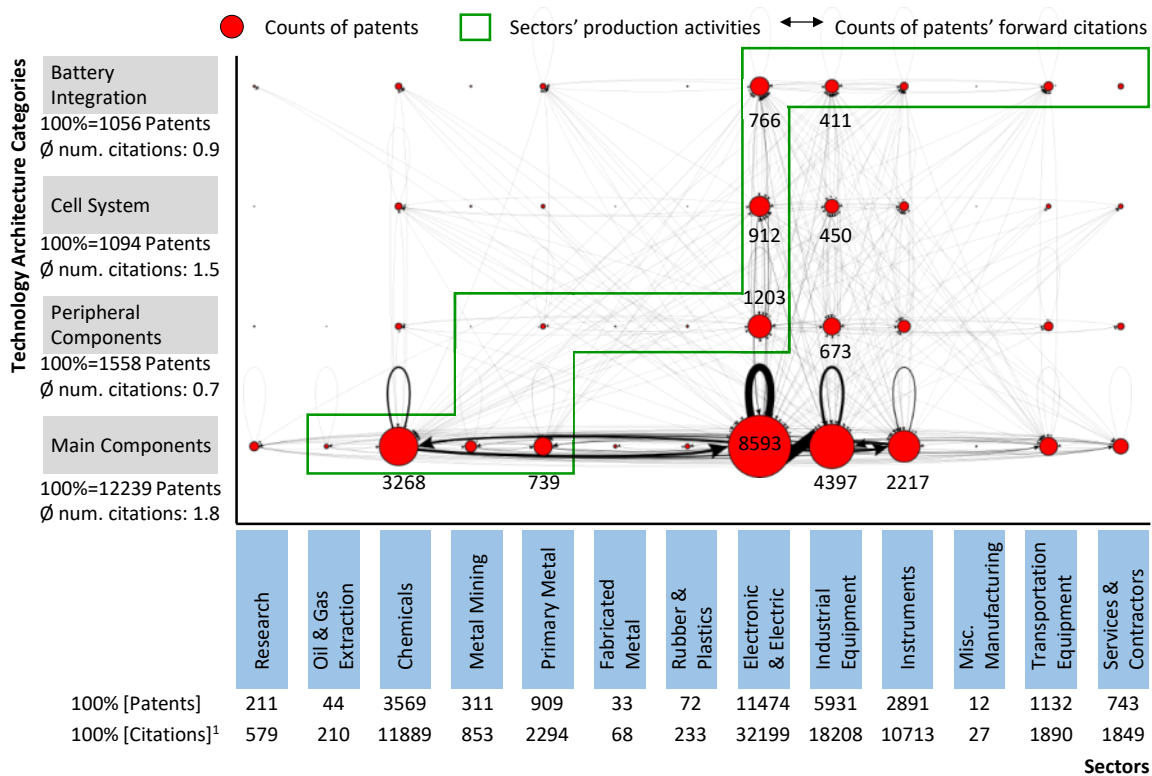 Counts of patents
Sectors' production activities
Counts of patents' forward citations
Technology Architecture Categories
Battery
Integration
100%=1056 Patents
Ø num. citations: 0.9
766
411
Cell System
100%=1094 Patents
Ø num. citations: 1.5
912
450
Peripheral
Components
100%=1558 Patents
Ø num. citations: 0.7
1203
673
Main Components
100%=12239 Patents
Ø num. citations: 1.8
3268
739
8593
4397
2217
Research
Oil & Gas
Extraction
Chemicals
Metal Mining
Primary Metal
Fabricated
Metal
Rubber &
Plastics
Electronic
& Electric
Industrial
Equipment
Instruments
Misc.
Manufacturing
Transportation
Equipment
Services &
Contractors
100% [Patents] 211 44 3569 311 909 33 72 11474 5931 2891 12 1132 743
100% [Citations]¹ 579 210 11889 853 2294 68 233 32199 18208 10713 27 1890 1849
Sectors